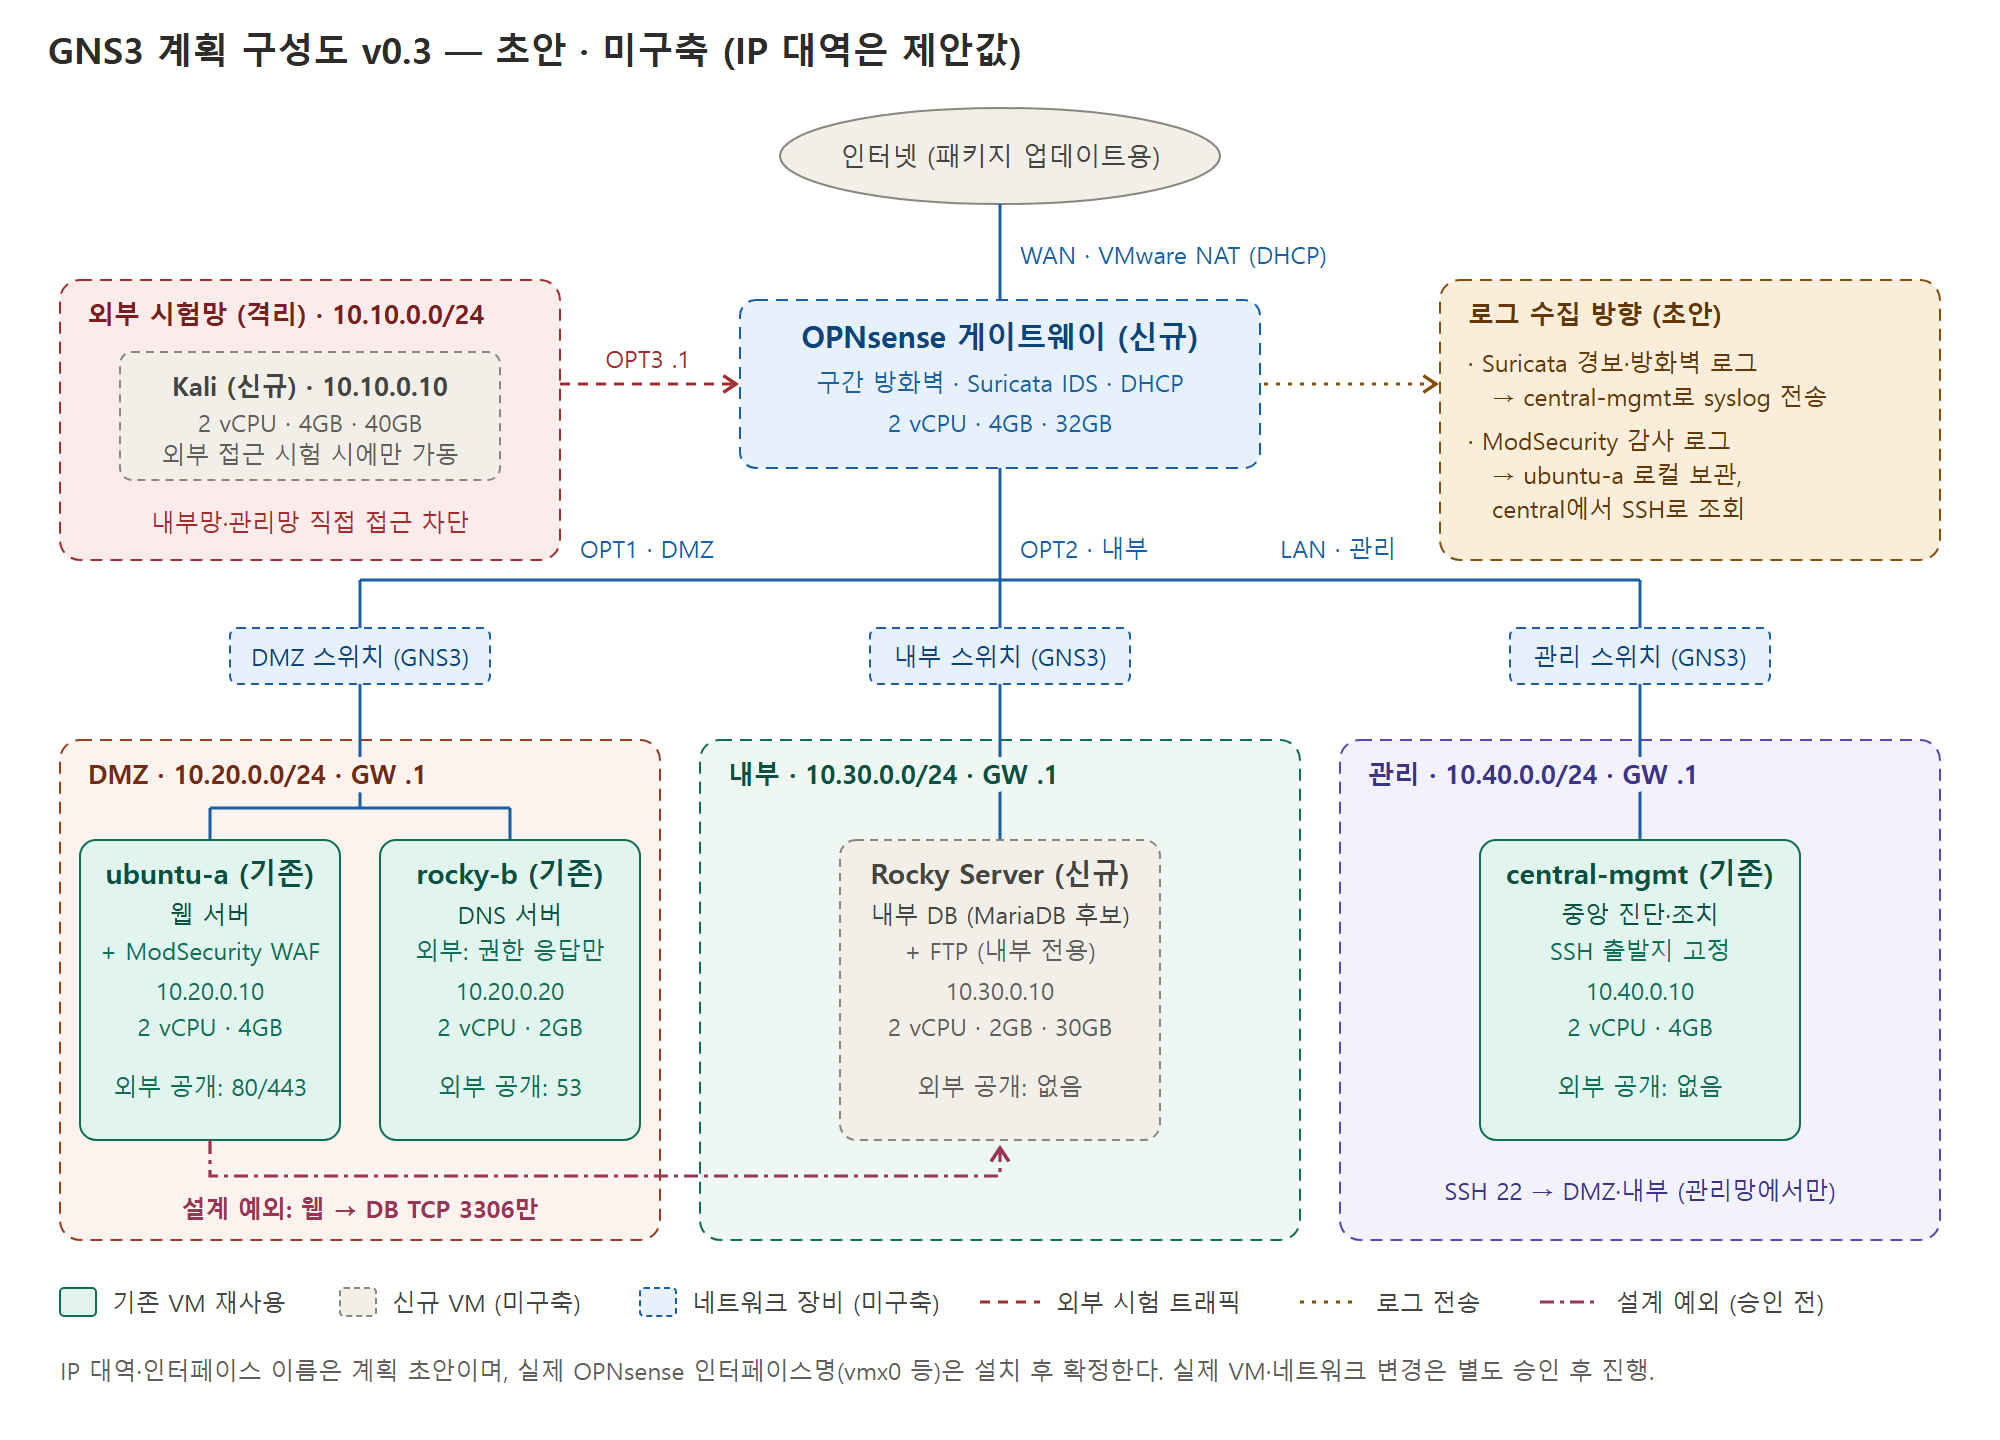 GNS3 계획 구성도 v0.3 — 초안 · 미구축 (IP 대역은 제안값)
인터넷 (패키지 업데이트용)
WAN · VMware NAT (DHCP)
외부 시험망 (격리) · 10.10.0.0/24
Kali (신규) · 10.10.0.10
2 vCPU · 4GB · 40GB
외부 접근 시험 시에만 가동
내부망·관리망 직접 접근 차단
OPT3 .1
OPNsense 게이트웨이 (신규)
구간 방화벽 · Suricata IDS · DHCP
2 vCPU · 4GB · 32GB
로그 수집 방향 (초안)
· Suricata 경보·방화벽 로그
→ central-mgmt로 syslog 전송
· ModSecurity 감사 로그
→ ubuntu-a 로컬 보관,
central에서 SSH로 조회
OPT1 · DMZ
OPT2 · 내부
LAN · 관리
DMZ 스위치 (GNS3)
내부 스위치 (GNS3)
관리 스위치 (GNS3)
DMZ · 10.20.0.0/24 · GW .1
ubuntu-a (기존)
웹 서버
+ ModSecurity WAF
10.20.0.10
2 vCPU · 4GB
외부 공개: 80/443
rocky-b (기존)
DNS 서버
외부: 권한 응답만
10.20.0.20
2 vCPU · 2GB
외부 공개: 53
설계 예외: 웹 → DB TCP 3306만
내부 · 10.30.0.0/24 · GW .1
Rocky Server (신규)
내부 DB (MariaDB 후보)
+ FTP (내부 전용)
10.30.0.10
2 vCPU · 2GB · 30GB
외부 공개: 없음
관리 · 10.40.0.0/24 · GW .1
central-mgmt (기존)
중앙 진단·조치
SSH 출발지 고정
10.40.0.10
2 vCPU · 4GB
외부 공개: 없음
SSH 22 → DMZ·내부 (관리망에서만)
기존 VM 재사용
신규 VM (미구축)
네트워크 장비 (미구축)
외부 시험 트래픽
로그 전송
설계 예외 (승인 전)
IP 대역·인터페이스 이름은 계획 초안이며, 실제 OPNsense 인터페이스명(vmx0 등)은 설치 후 확정한다. 실제 VM·네트워크 변경은 별도 승인 후 진행.